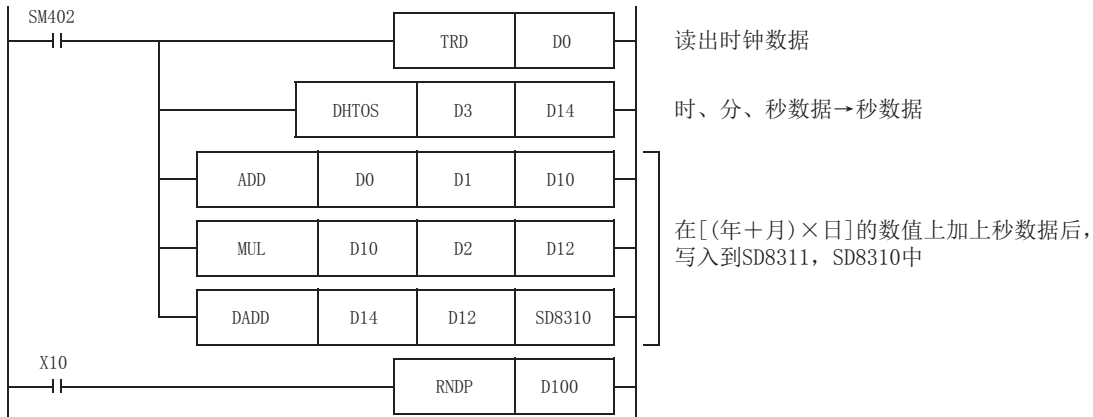 SM402
TRD D0 读出时钟数据
DHTOS D3 D14 时、分、秒数据→秒数据
ADD D0 D1 D10
MUL D10 D2 D12
在[(年＋月)×日]的数值上加上秒数据后，
写入到SD8311，SD8310中
DADD D14 D12 SD8310
X10
RNDP D100